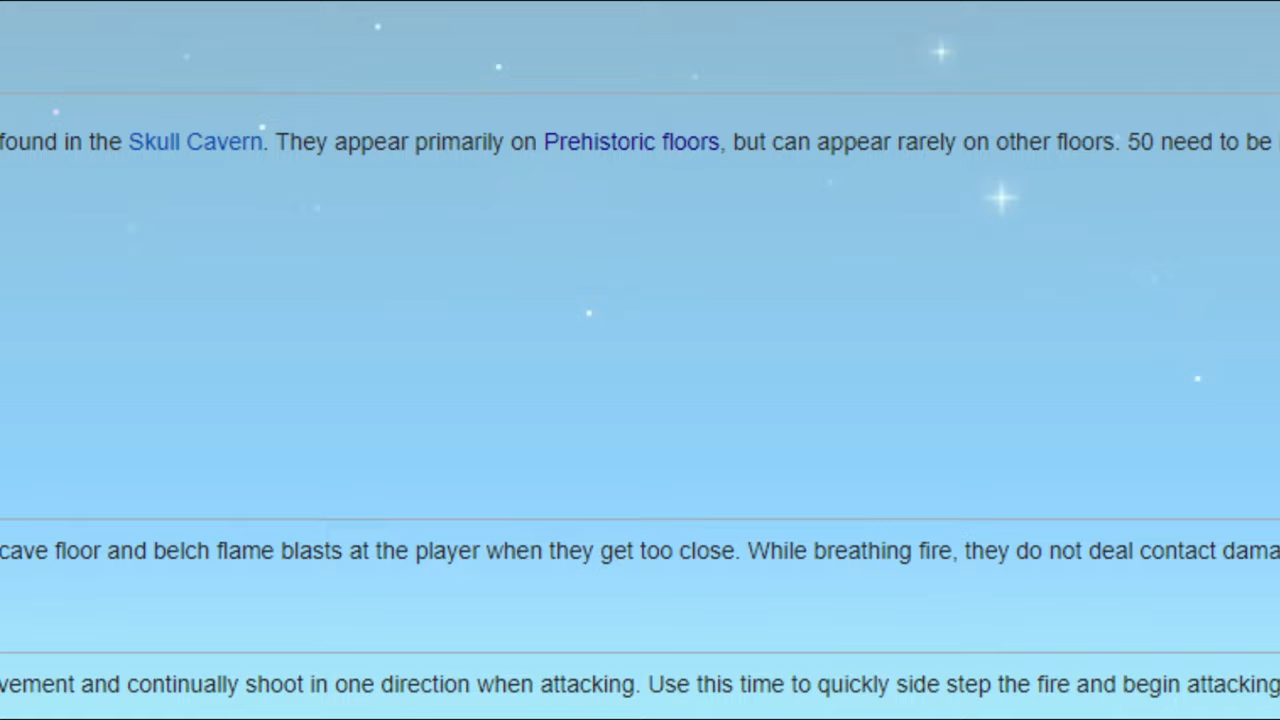 found in the Skull Cavern. They appear primarily on Prehistoric floors, but can appear rarely on other floors. 50 need to be
cave floor and belch flame blasts at the player when they get too close. While breathing fire, they do not deal contact dama
vement and continually shoot in one direction when attacking. Use this time to quickly side step the fire and begin attacking